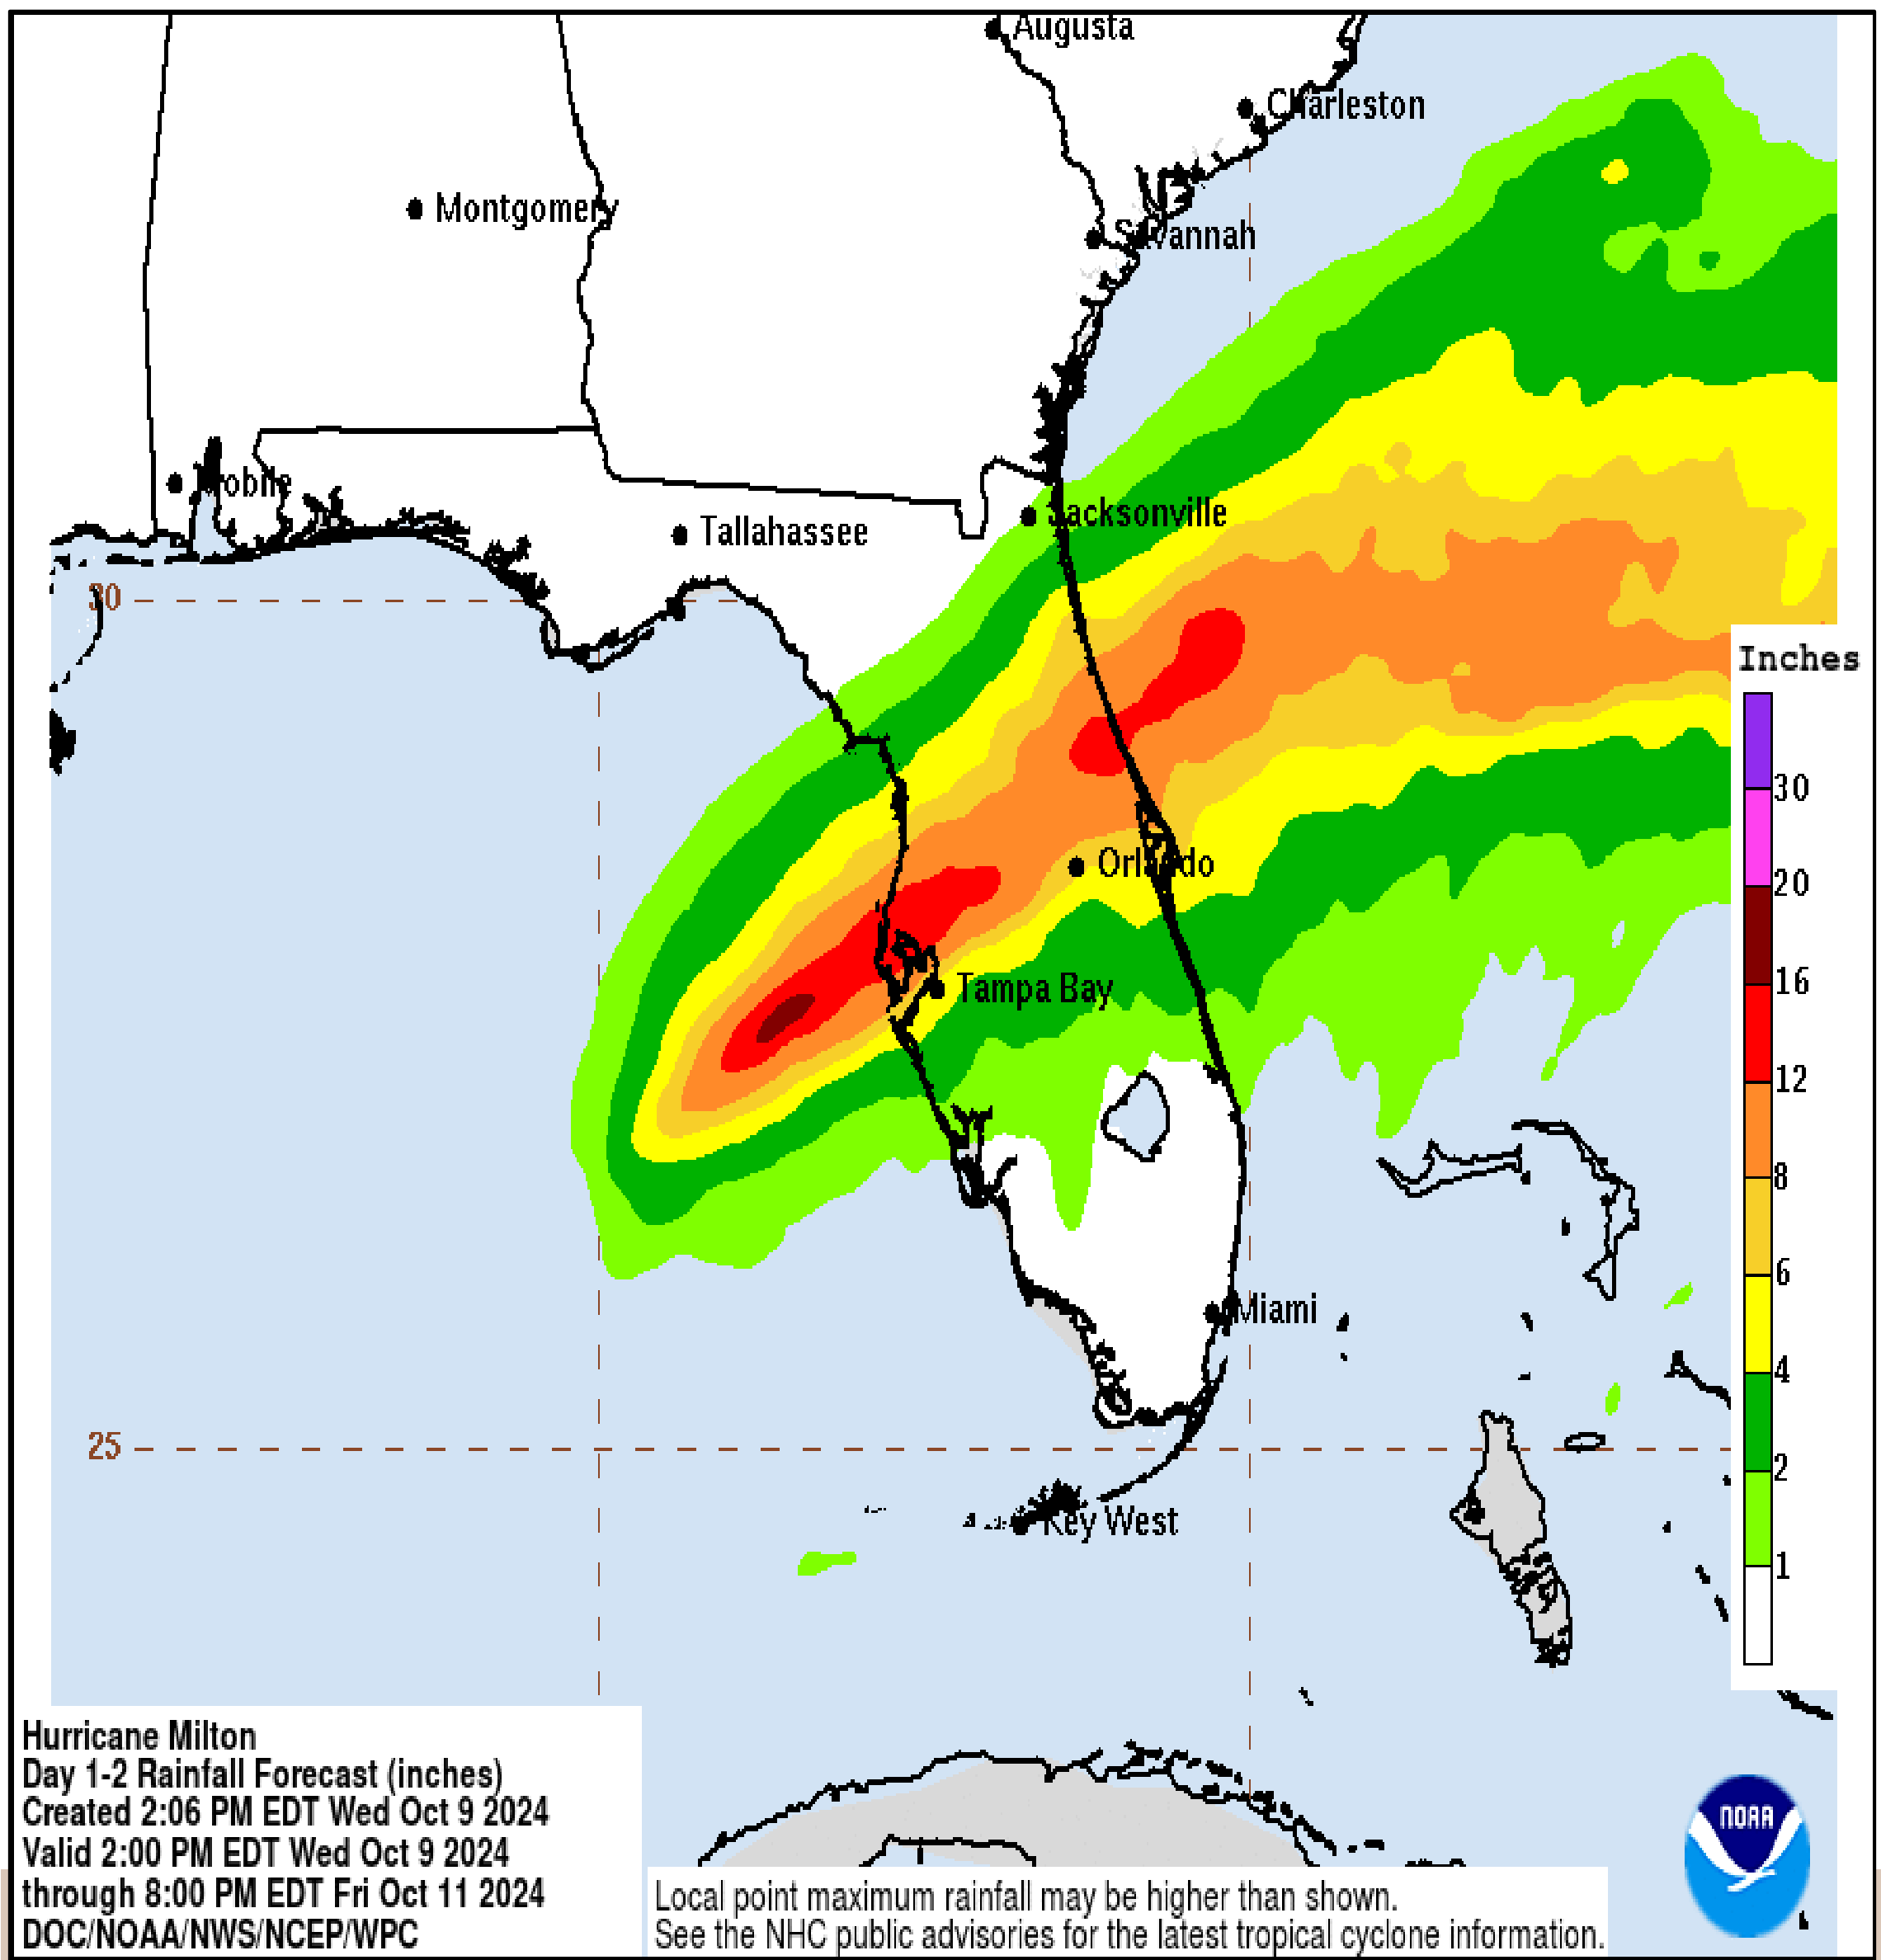 Augusta
Charleston
Montgomery
Savannah
Mobile
Jacksonville
Tallahassee
30
Inches
30
Orlando
20
Tampa Bay
16
12
8
6
Miami
4
25
2
Key West
1
Hurricane Milton
Day 1-2 Rainfall Forecast (inches)
Created 2:06 PM EDT Wed Oct 9 2024
Valid 2:00 PM EDT Wed Oct 9 2024
through 8:00 PM EDT Fri Oct 11 2024
DOC/NOAA/NWS/NCEP/WPC
NOAA
Local point maximum rainfall may be higher than shown.
See the NHC public advisories for the latest tropical cyclone information.